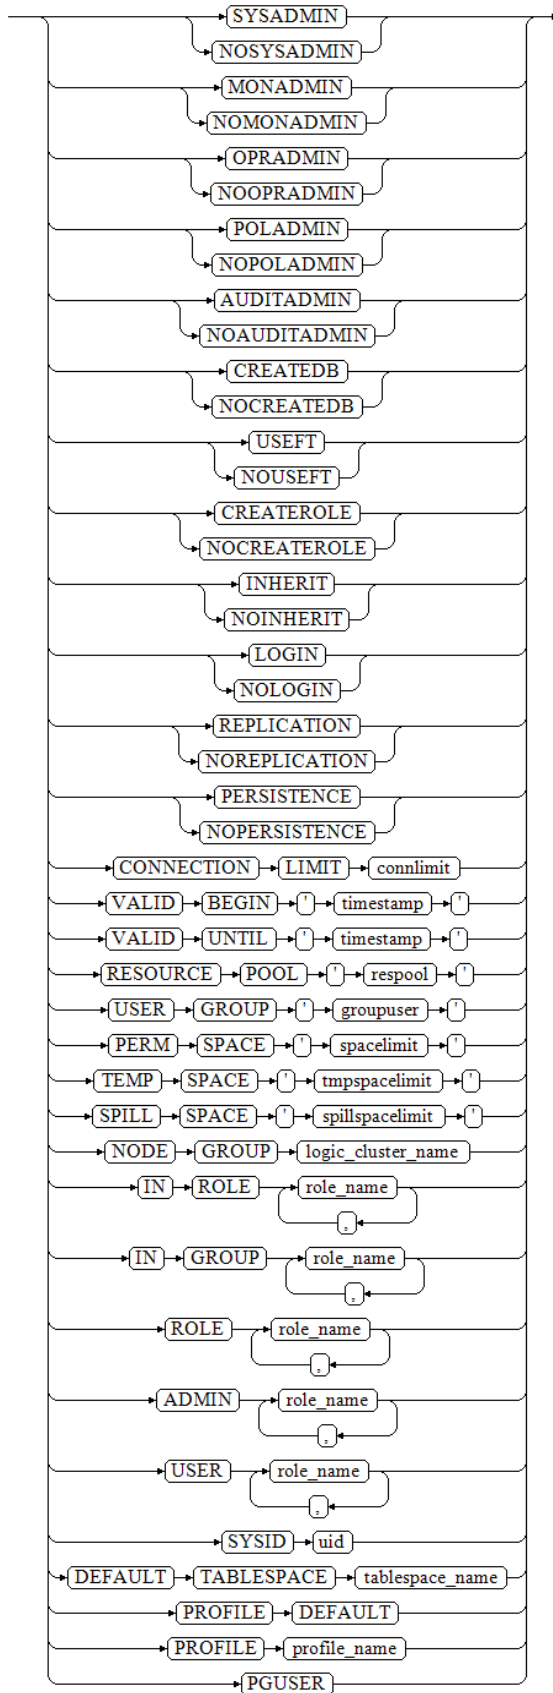 SYSADMIN
NOSYSADMIN
MONADMIN
NOMONADMIN
OPRADMIN
NOOPRADMIN
POLADMIN
NOPOLADMIN
AUDITADMIN
NOAUDITADMIN
CREATEDB
NOCREATEDB
USEFT
NOUSEFT
CREATEROLE
NOCREATEROLE
INHERIT
NOINHERIT
LOGIN
NOLOGIN
REPLICATION
NOREPLICATION
PERSISTENCE
NOPERSISTENCE
CONNECTION LIMIT connlimit
VALID BEGIN ' timestamp '
VALID UNTIL ' timestamp '
RESOURCE POOL ' respool '
USER GROUP ' groupuser '
PERM SPACE ' spacelimit '
TEMP SPACE ' tmpspacelimit '
SPILL SPACE ' spillspacelimit '
NODE GROUP logic_cluster_name
IN ROLE role_name
,
IN GROUP role_name
,
ROLE role_name
,
ADMIN role_name
,
USER role_name
,
SYSID uid
DEFAULT TABLESPACE tablespace_name
PROFILE DEFAULT
PROFILE profile_name
PGUSER